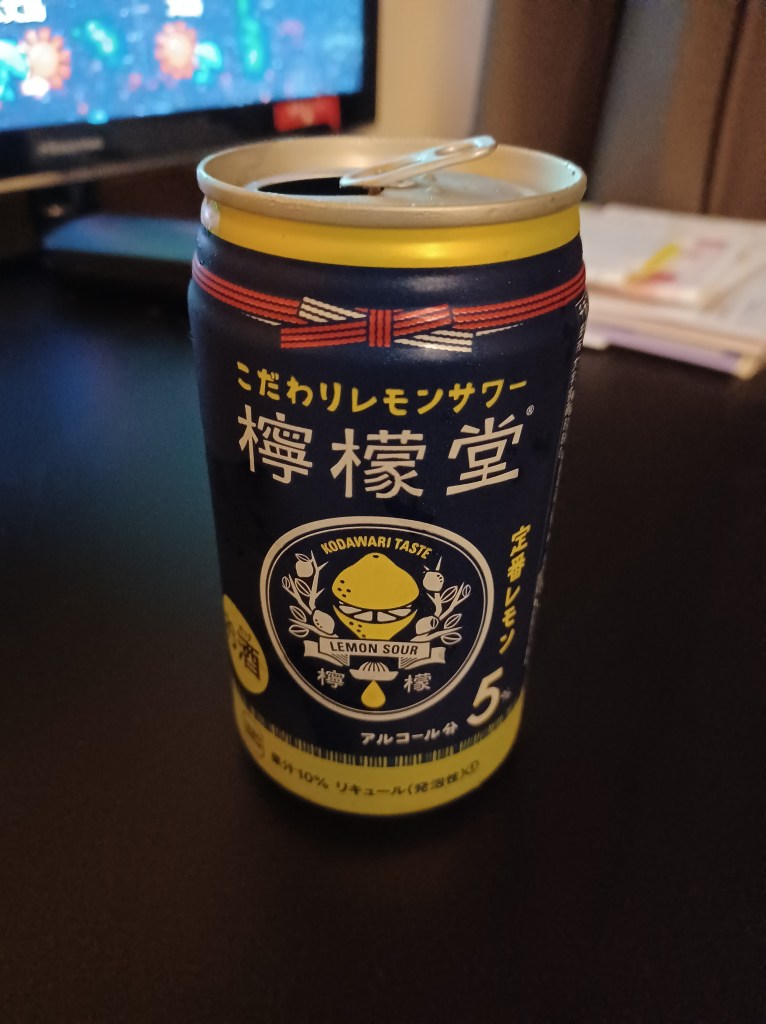 こだわりレモンサワー
檸檬堂®
定番レモン
KODAWARI TASTE
LEMON SOUR
檸檬
お酒
アルコール分 5%
果汁10% リキュール(発泡性)①